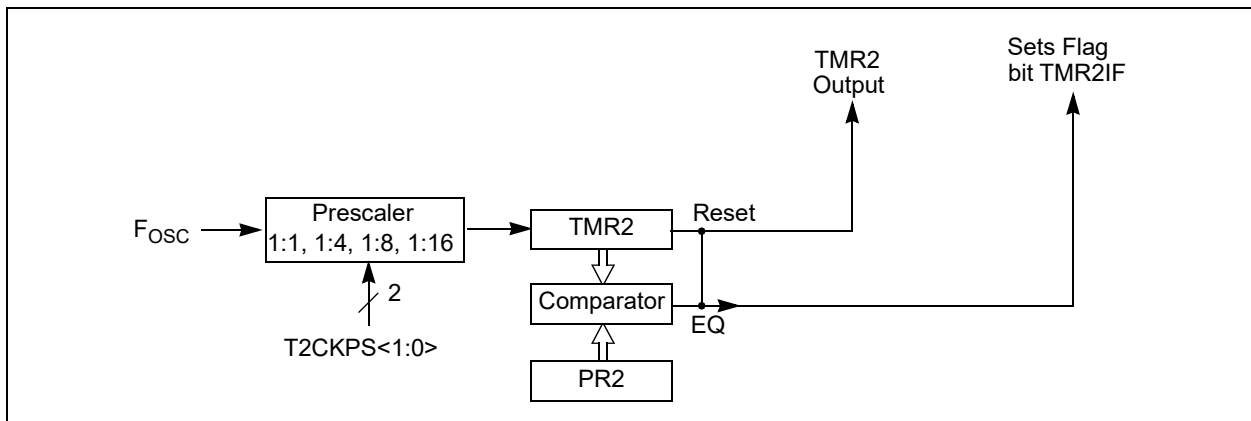 TMR2
Output
Sets Flag
bit TMR2IF
FOSC
Prescaler
1:1, 1:4, 1:8, 1:16
2
T2CKPS<1:0>
TMR2
Reset
Comparator
EQ
PR2